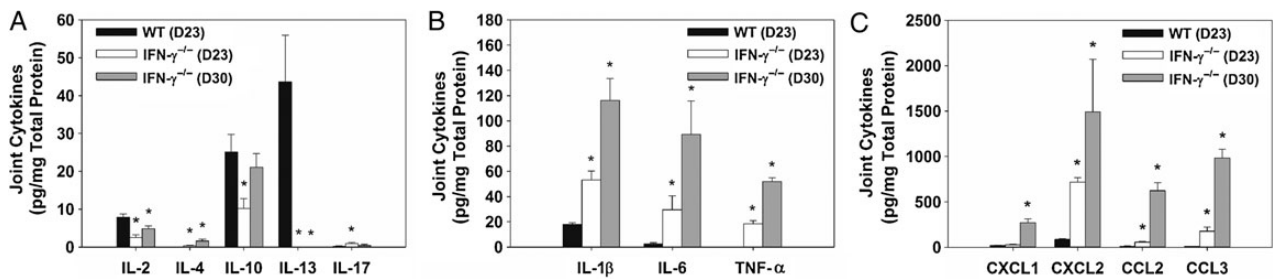 A
Joint Cytokines
(pg/mg Total Protein)
60
50
40
30
20
10
0
WT (D23)
IFN-γ−/− (D23)
IFN-γ−/− (D30)
* * * * * * * *
IL-2 IL-4 IL-10 IL-13 IL-17
B
Joint Cytokines
(pg/mg Total Protein)
180
160
140
120
100
80
60
40
20
0
WT (D23)
IFN-γ−/− (D23)
IFN-γ−/− (D30)
* * * * * *
IL-1β IL-6 TNF-α
C
Joint Cytokines
(pg/mg Total Protein)
2500
2000
1500
1000
500
0
WT (D23)
IFN-γ−/− (D23)
IFN-γ−/− (D30)
* * * * * * *
CXCL1 CXCL2 CCL2 CCL3